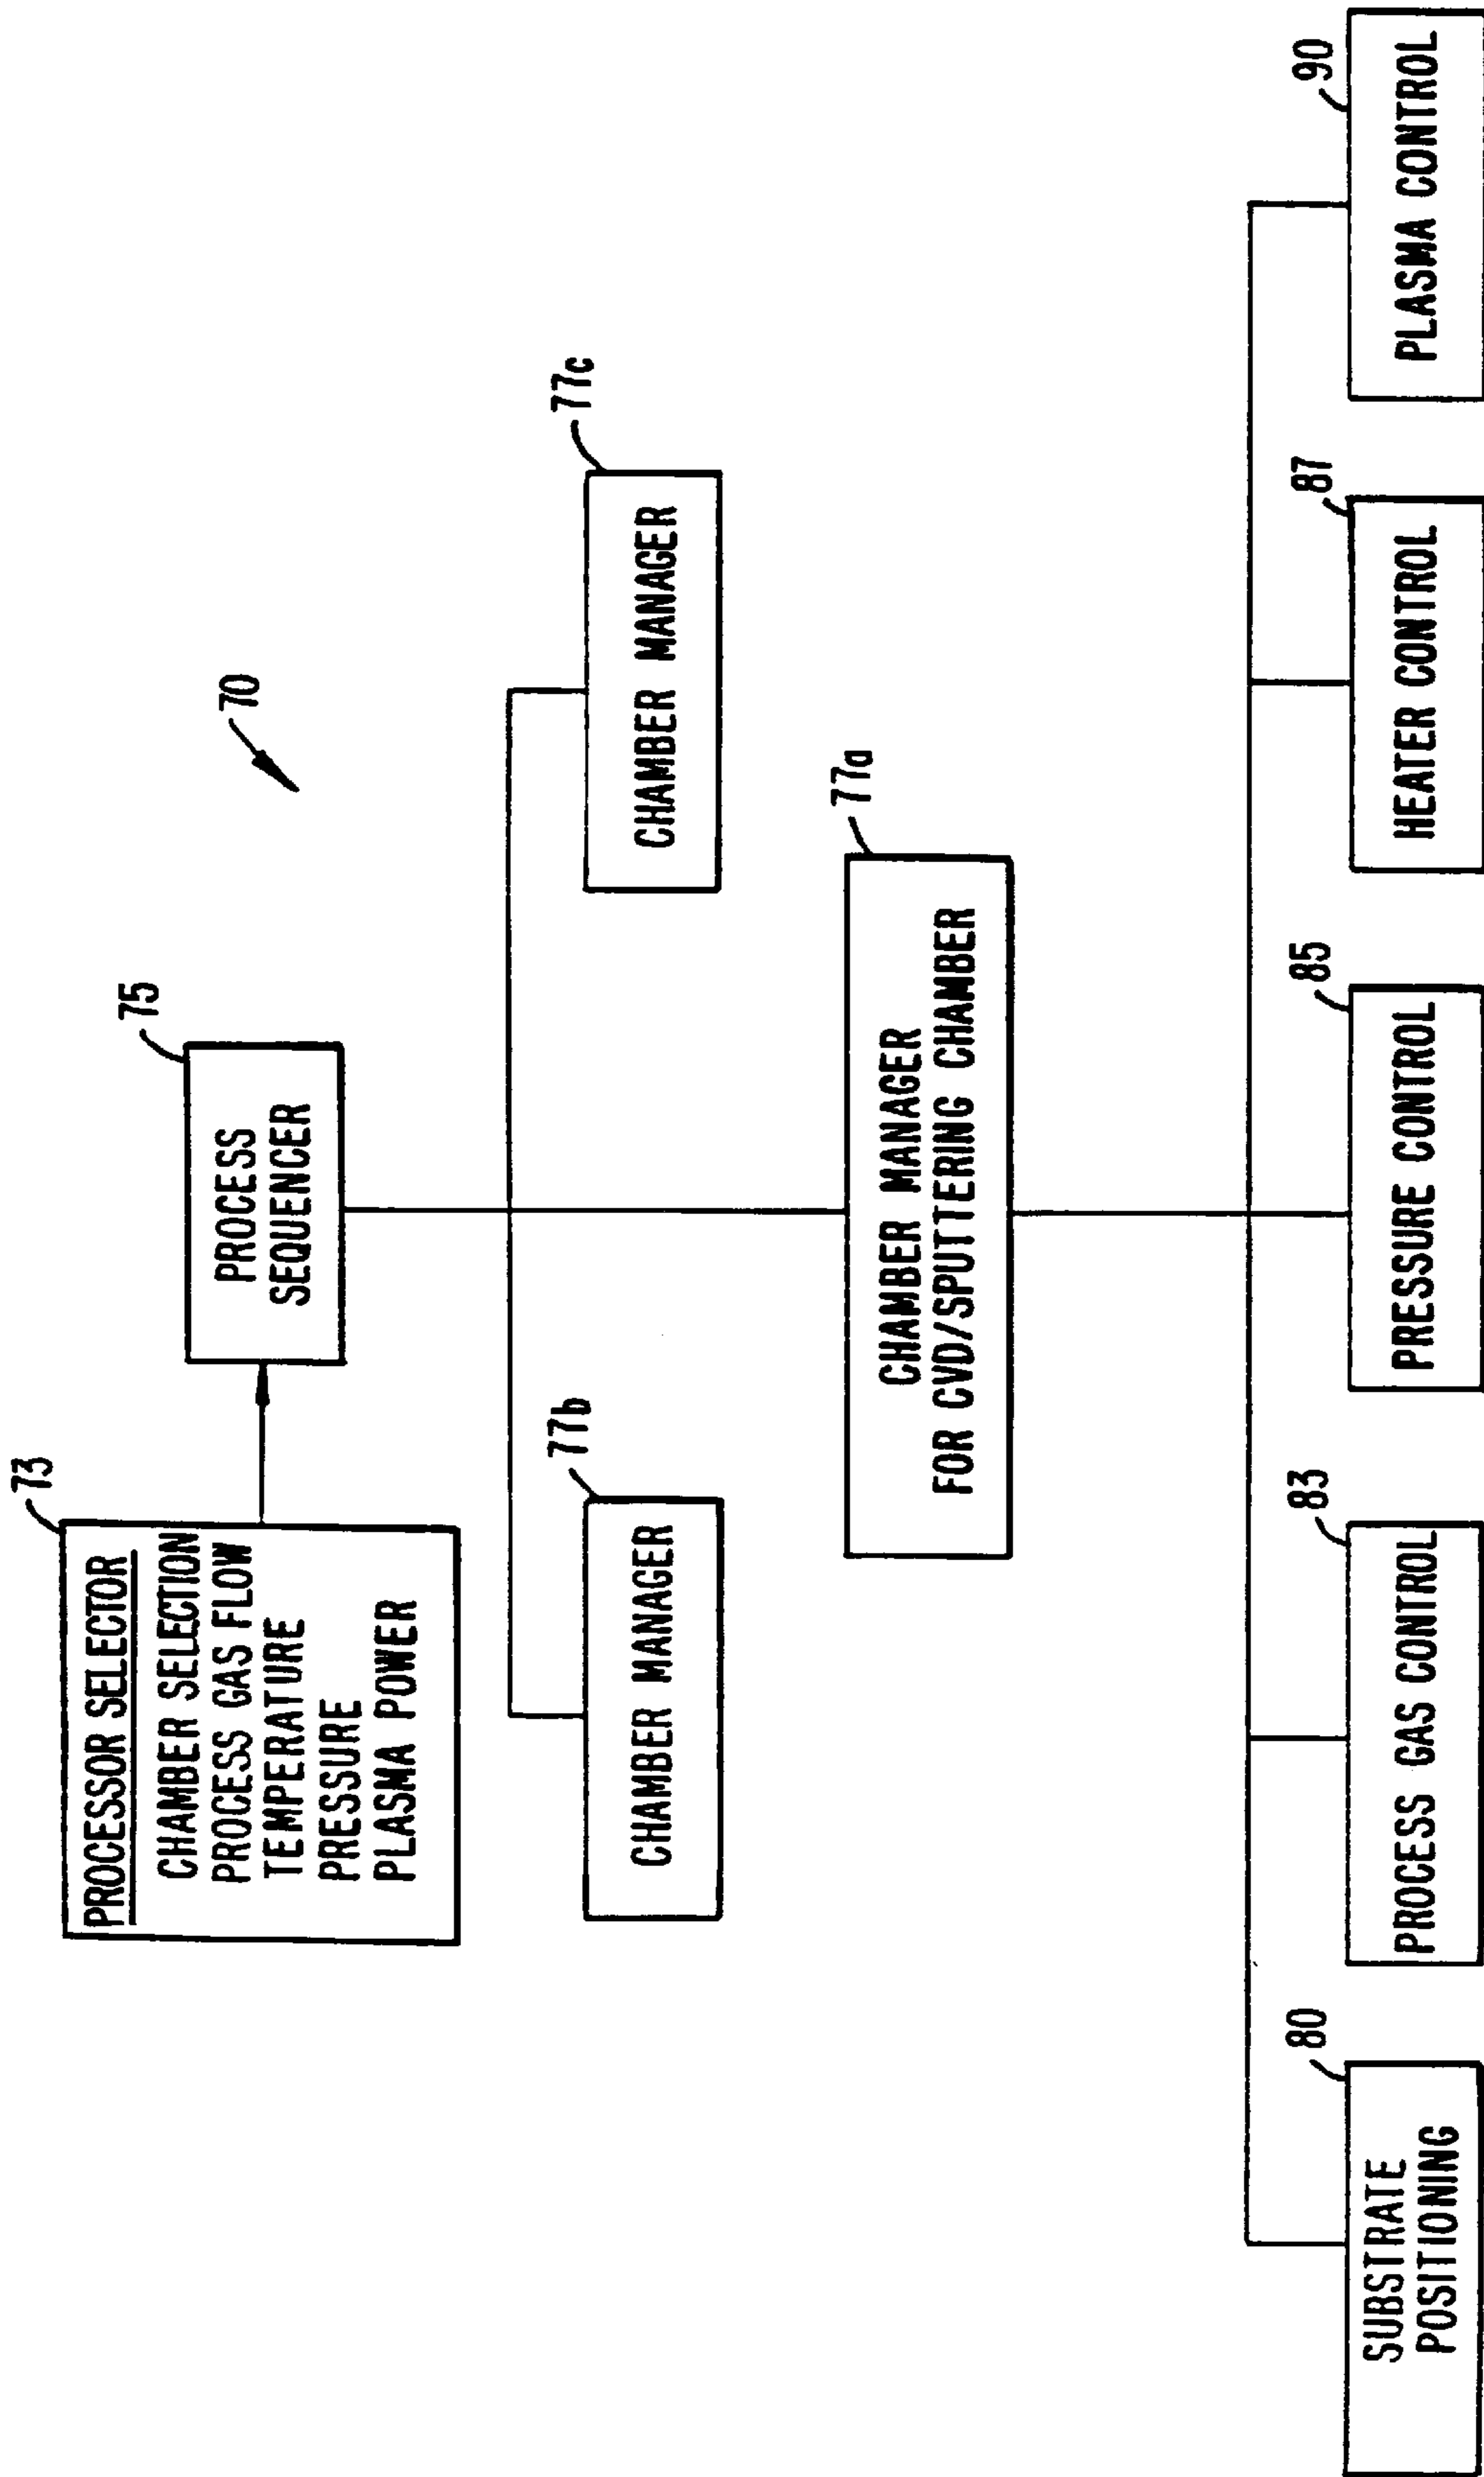 70
73
PROCESSOR SELECTOR
CHAMBER SELECTION
PROCESS GAS FLOW
TEMPERATURE
PRESSURE
PLASMA POWER
75
PROCESS
SEQUENCER
77b
CHAMBER MANAGER
77c
CHAMBER MANAGER
77a
CHAMBER MANAGER
FOR CVD/SPUTTERING CHAMBER
80
SUBSTRATE
POSITIONING
83
PROCESS GAS CONTROL
85
PRESSURE CONTROL
87
HEATER CONTROL
90
PLASMA CONTROL